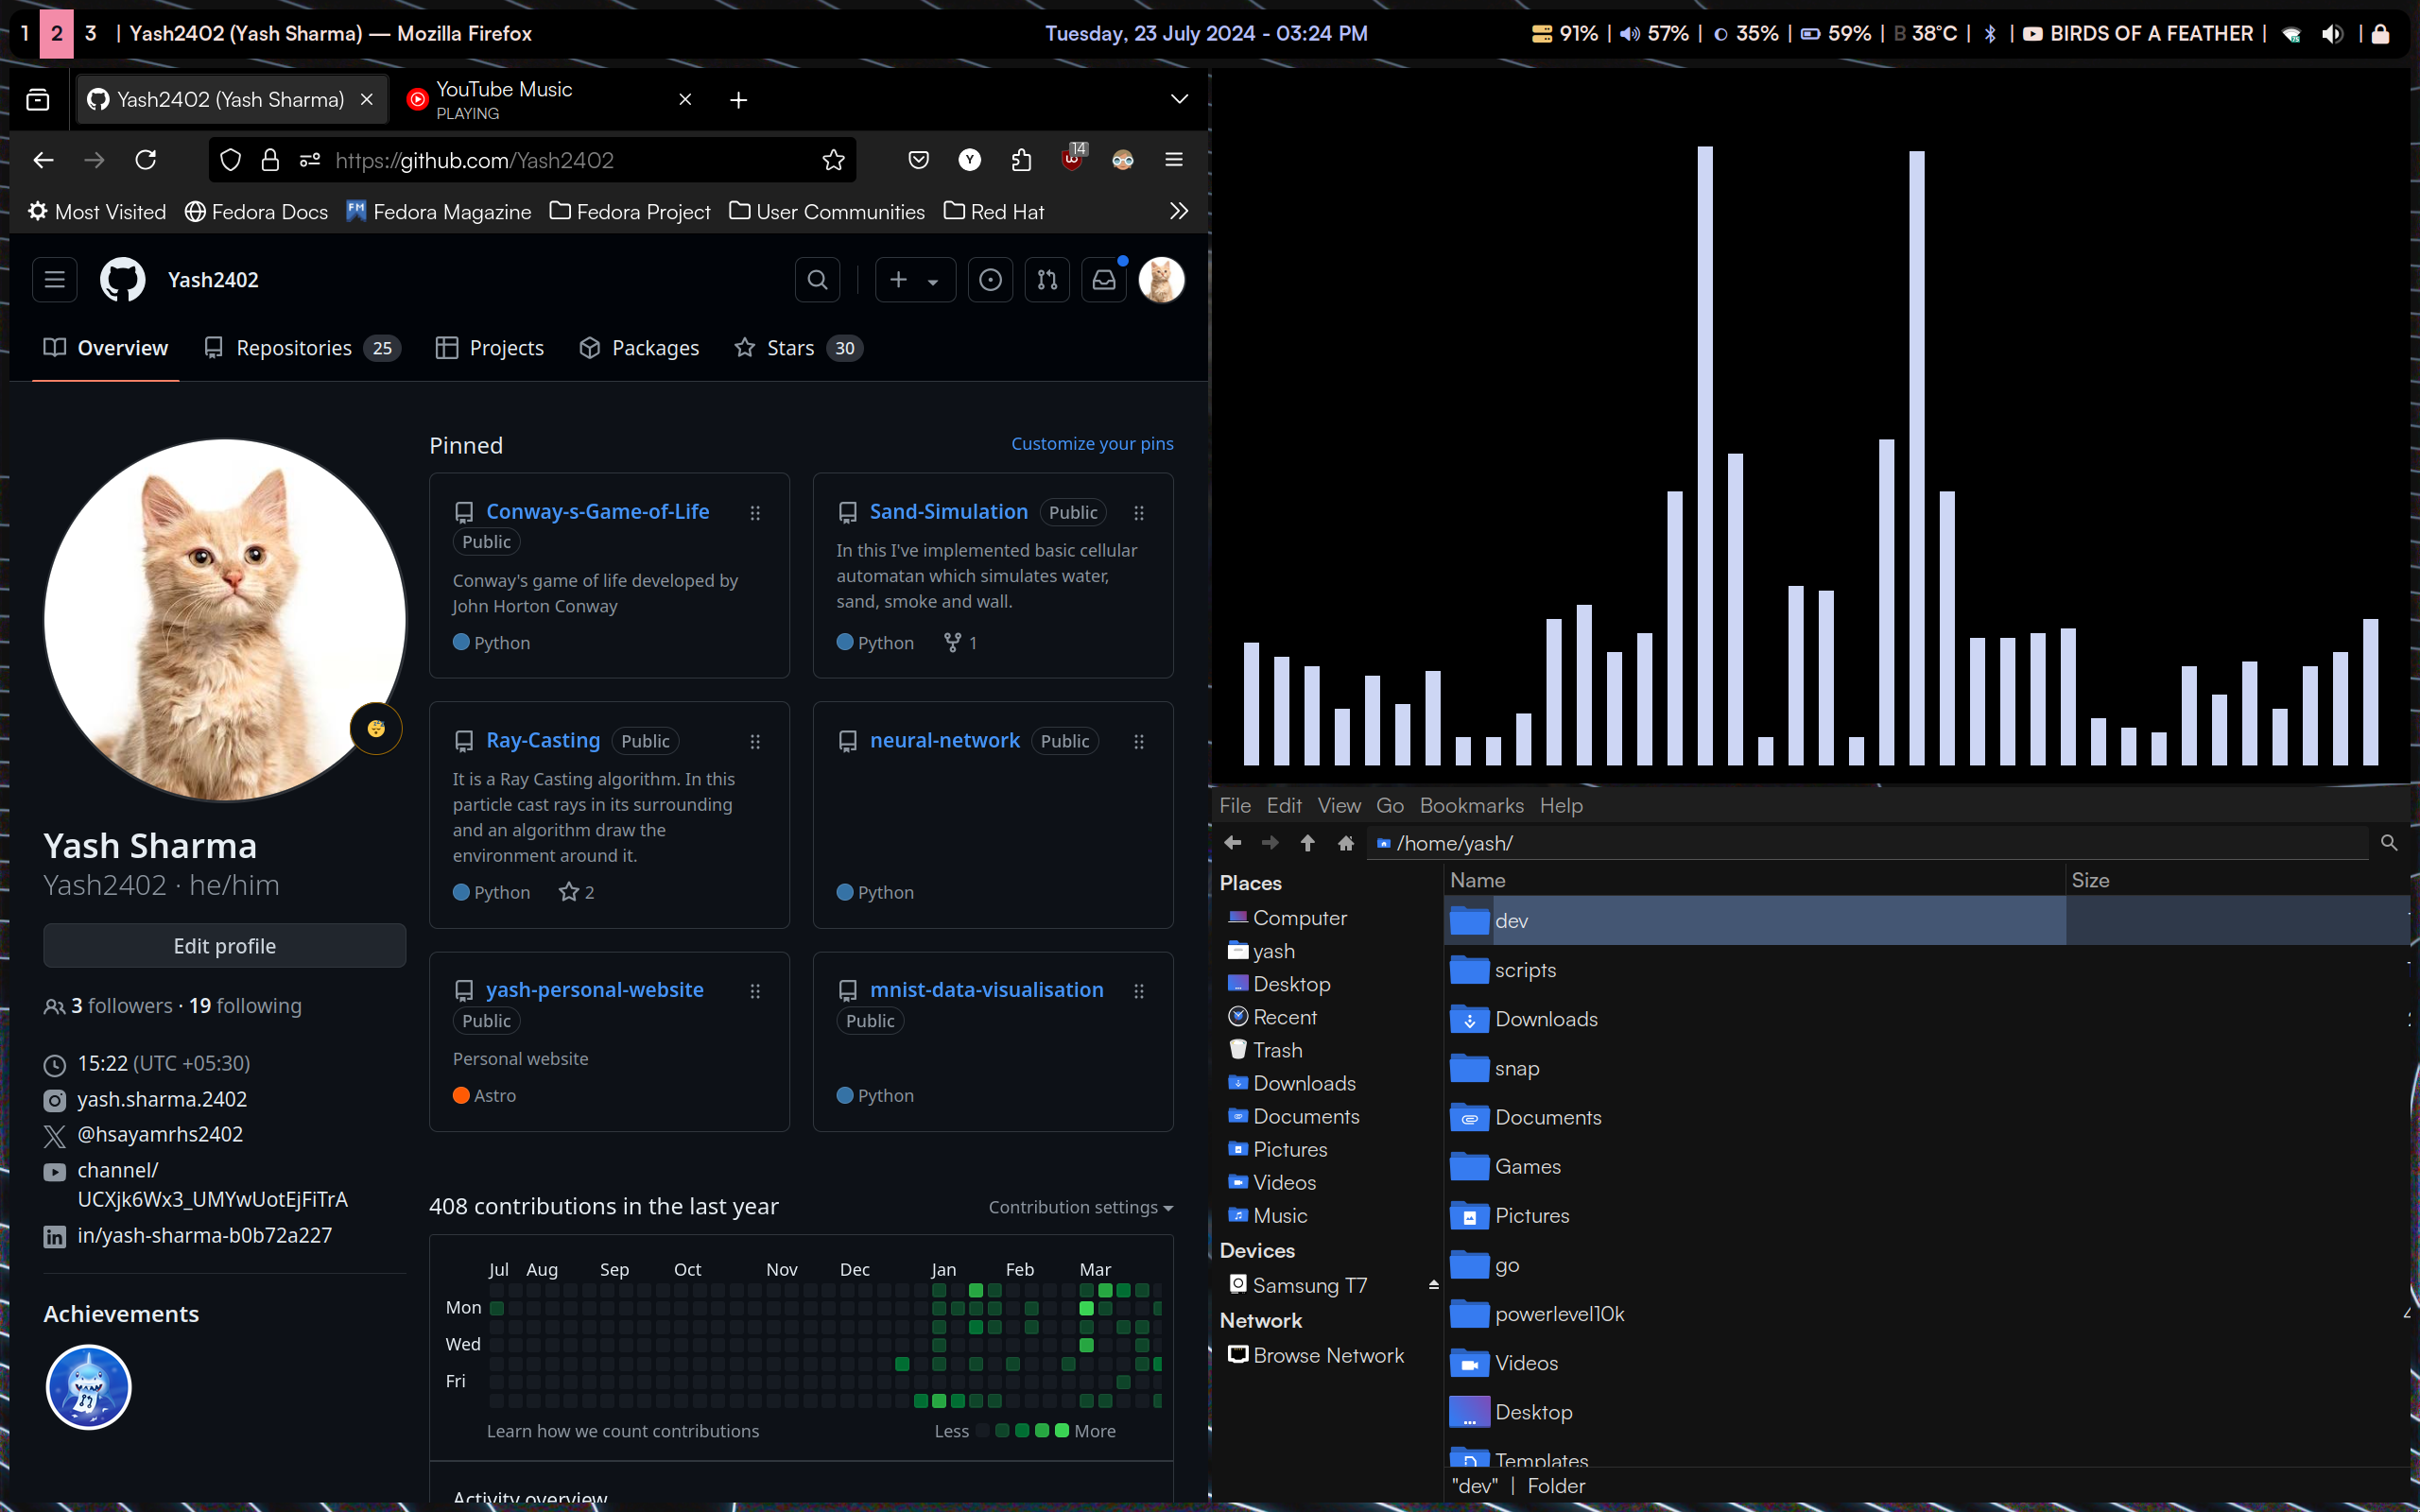 1 2 3 | Yash2402 (Yash Sharma) — Mozilla Firefox
Tuesday, 23 July 2024 - 03:24 PM
91% | 57% | 35% | 59% | B 38°C | | BIRDS OF A FEATHER | |
Yash2402 (Yash Sharma)
YouTube Music
PLAYING
https://github.com/Yash2402
Y
14
Most Visited
Fedora Docs
FM Fedora Magazine
Fedora Project
User Communities
Red Hat
Yash2402
Overview
Repositories 25
Projects
Packages
Stars 30
Yash Sharma
Yash2402 · he/him
Edit profile
3 followers · 19 following
15:22 (UTC +05:30)
yash.sharma.2402
@hsayamrhs2402
channel/
UCXjk6Wx3_UMYwUotEjFiTrA
in/yash-sharma-b0b72a227
Achievements
Pinned
Customize your pins
Conway-s-Game-of-Life
Public
Conway's game of life developed by
John Horton Conway
Python
Sand-Simulation Public
In this I've implemented basic cellular
automatan which simulates water,
sand, smoke and wall.
Python 1
Ray-Casting Public
It is a Ray Casting algorithm. In this
particle cast rays in its surrounding
and an algorithm draw the
environment around it.
Python 2
neural-network Public
Python
yash-personal-website
Public
Personal website
Astro
mnist-data-visualisation
Public
Python
408 contributions in the last year
Contribution settings
Jul Aug Sep Oct Nov Dec Jan Feb Mar
Mon
Wed
Fri
Learn how we count contributions
Less More
Activity overview
File Edit View Go Bookmarks Help
/home/yash/
Places
Computer
yash
Desktop
Recent
Trash
Downloads
Documents
Pictures
Videos
Music
Devices
Samsung T7
Network
Browse Network
Name Size
dev
scripts
Downloads
snap
Documents
Games
Pictures
go
powerlevel10k
Videos
Desktop
Templates
"dev" | Folder